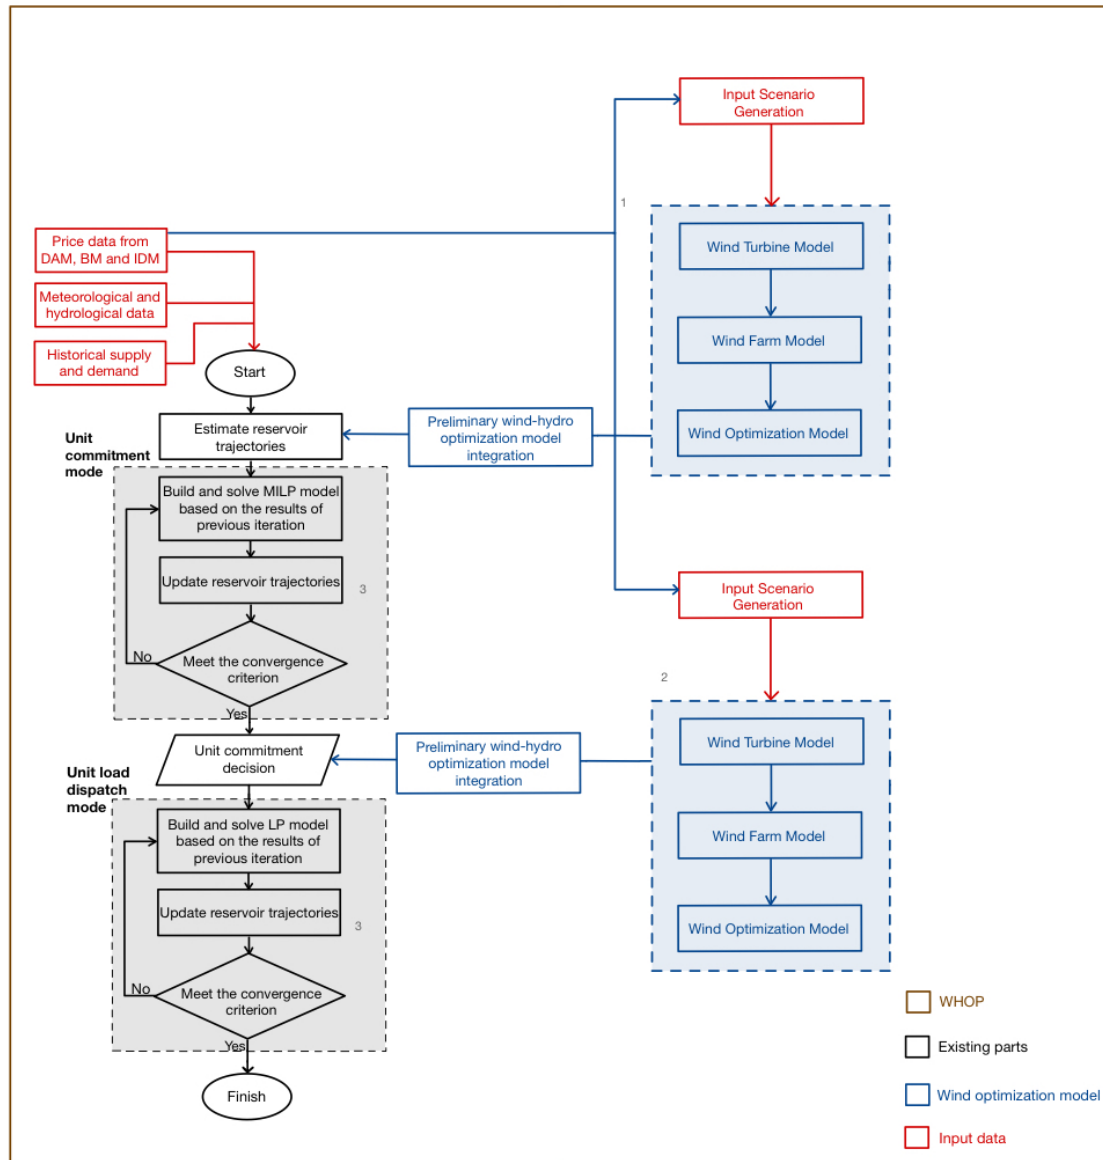 Input Scenario
Generation
1
Wind Turbine Model
Wind Farm Model
Wind Optimization Model
Price data from
DAM, BM and IDM
Meteorological and
hydrological data
Historical supply
and demand
Start
Estimate reservoir
trajectories
Preliminary wind-hydro
optimization model
integration
Unit
commitment
mode
Build and solve MILP model
based on the results of
previous iteration
Update reservoir trajectories
3
Meet the convergence
criterion
No
Yes
Input Scenario
Generation
2
Wind Turbine Model
Wind Farm Model
Wind Optimization Model
Unit commitment
decision
Preliminary wind-hydro
optimization model
integration
Unit load
dispatch
mode
Build and solve LP model
based on the results of
previous iteration
Update reservoir trajectories
3
Meet the convergence
criterion
No
Yes
Finish
WHOP
Existing parts
Wind optimization model
Input data